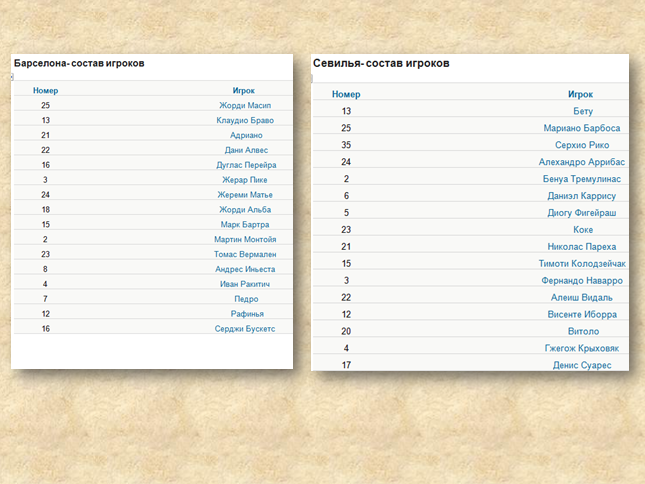 Барселона- состав игроков
Номер Игрок
25 Жорди Масип
13 Клаудио Браво
21 Адриано
22 Дани Алвес
16 Дуглас Перейра
3 Жерар Пике
24 Жереми Матье
18 Жорди Альба
15 Марк Бартра
2 Мартин Монтойя
23 Томас Вермален
8 Андрес Иньеста
4 Иван Ракитич
7 Педро
12 Рафинья
16 Серджи Бускетс
Севилья- состав игроков
Номер Игрок
13 Бету
25 Мариано Барбоса
35 Серхио Рико
24 Алехандро Аррибас
2 Бенуа Тремулинас
6 Даниэл Каррису
5 Диогу Фигейраш
23 Коке
21 Николас Пареха
15 Тимоти Колодзейчак
3 Фернандо Наварро
22 Алеиш Видаль
12 Висенте Иборра
20 Витоло
4 Гжегож Крыховяк
17 Денис Суарес